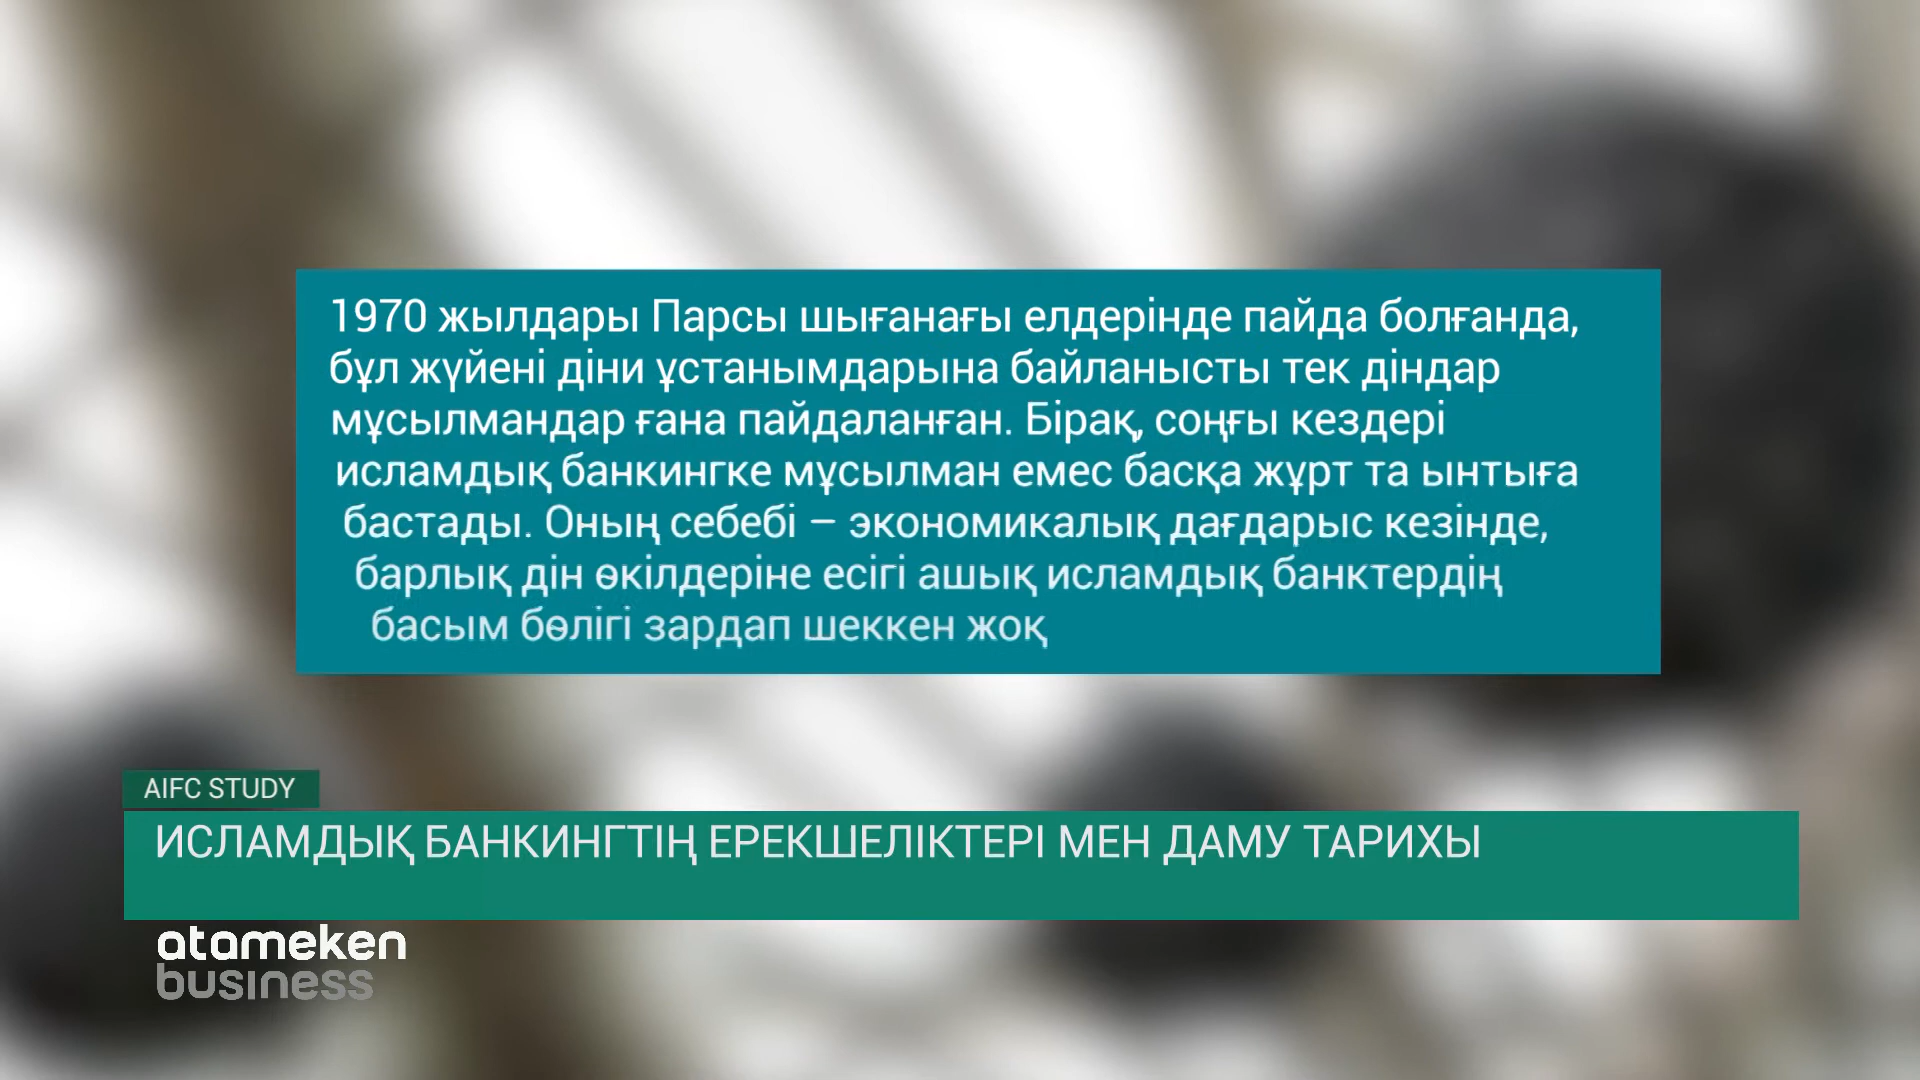 1970 жылдары Парсы шығанағы елдерінде пайда болғанда,
бұл жүйені діни ұстанымдарына байланысты тек діндар
мұсылмандар ғана пайдаланған. Бірақ, соңғы кездері
исламдық банкингке мұсылман емес басқа жұрт та ынтыға
бастады. Оның себебі – экономикалық дағдарыс кезінде,
барлық дін өкілдеріне есігі ашық исламдық банктердің
басым бөлігі зардап шеккен жоқ
AIFC STUDY
ИСЛАМДЫҚ БАНКИНГТІҢ ЕРЕКШЕЛІКТЕРІ МЕН ДАМУ ТАРИХЫ
atameken
business